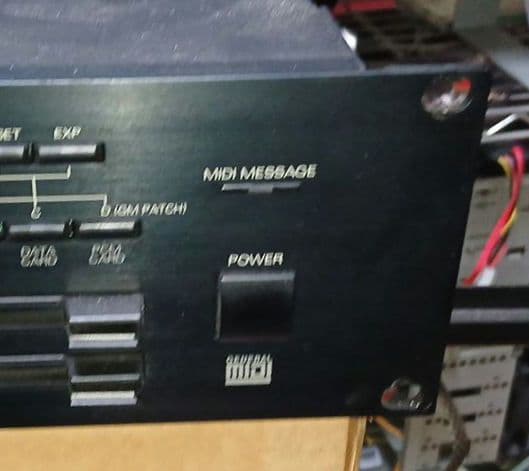 SET EXP
MIDI MESSAGE
C D (GM PATCH)
DATA CARD PCM CARD
POWER
GENERAL
MIDI